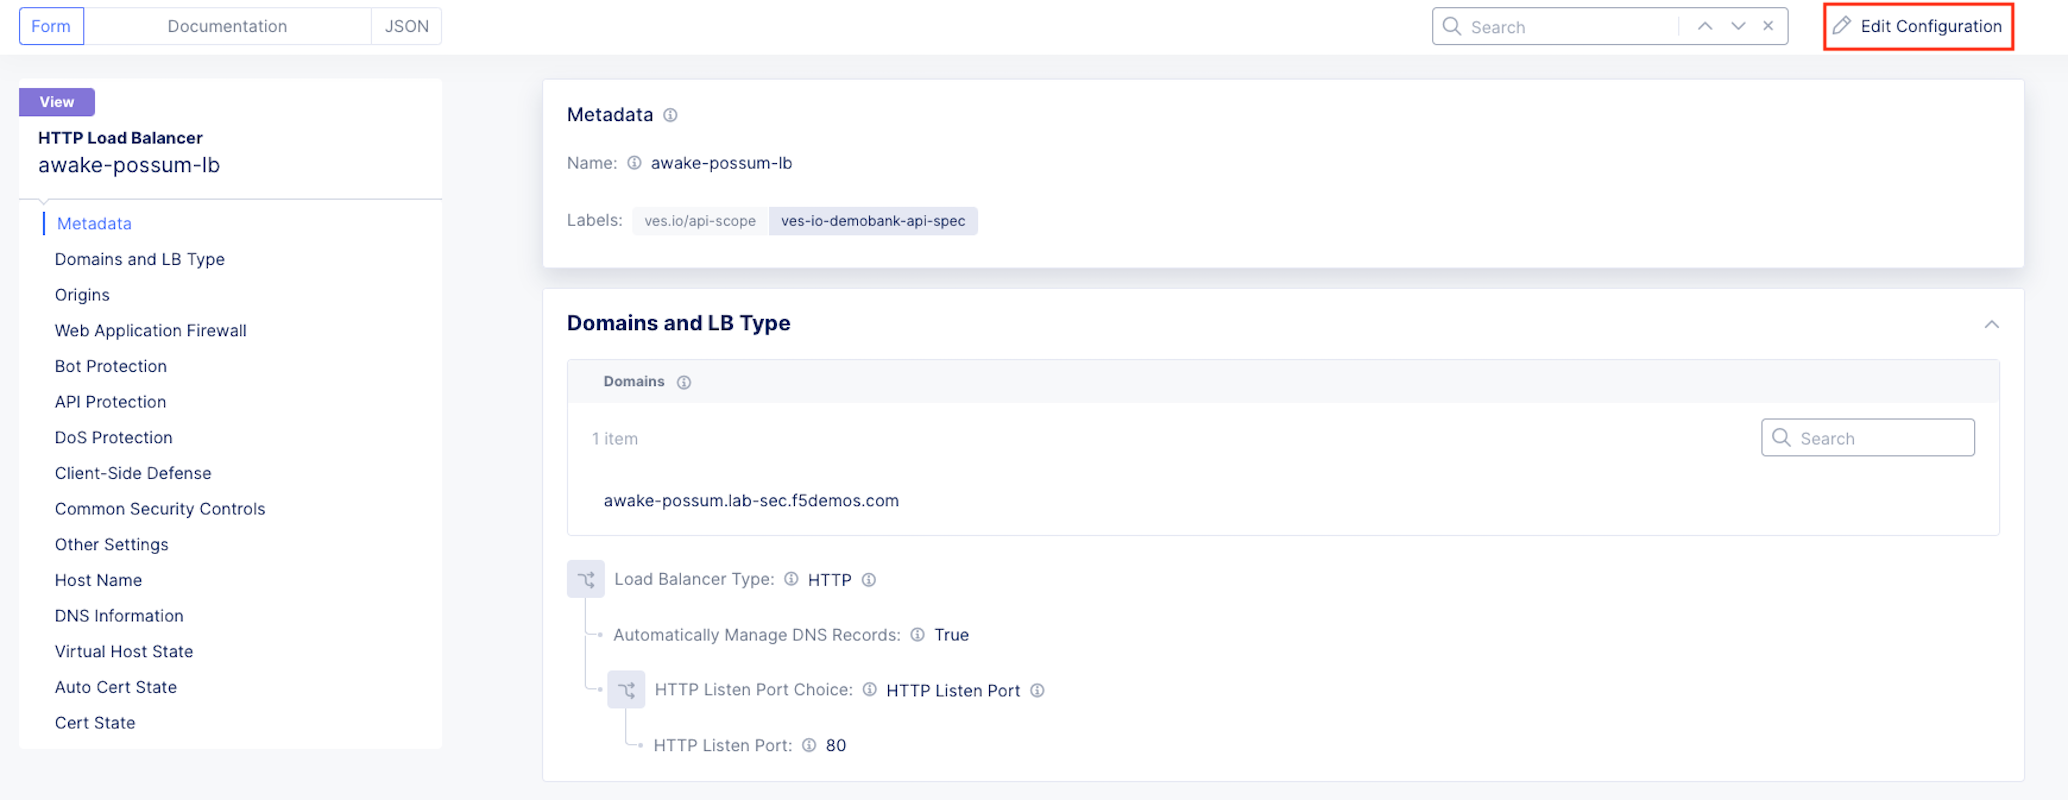 Form Documentation JSON Search Edit Configuration
View
HTTP Load Balancer
awake-possum-lb
Metadata
Domains and LB Type
Origins
Web Application Firewall
Bot Protection
API Protection
DoS Protection
Client-Side Defense
Common Security Controls
Other Settings
Host Name
DNS Information
Virtual Host State
Auto Cert State
Cert State
Metadata
Name: awake-possum-lb
Labels: ves.io/api-scope ves-io-demobank-api-spec
Domains and LB Type
Domains
1 item Search
awake-possum.lab-sec.f5demos.com
Load Balancer Type: HTTP
Automatically Manage DNS Records: True
HTTP Listen Port Choice: HTTP Listen Port
HTTP Listen Port: 80